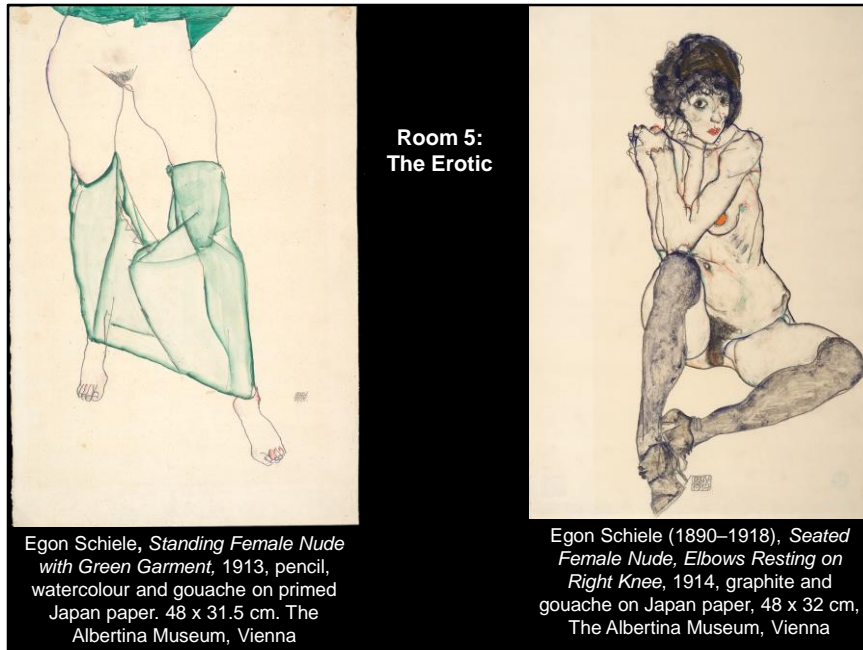 Room 5:
The Erotic
Egon Schiele, Standing Female Nude
with Green Garment, 1913, pencil,
watercolour and gouache on primed
Japan paper. 48 x 31.5 cm. The
Albertina Museum, Vienna
Egon Schiele (1890–1918), Seated
Female Nude, Elbows Resting on
Right Knee, 1914, graphite and
gouache on Japan paper, 48 x 32 cm,
The Albertina Museum, Vienna